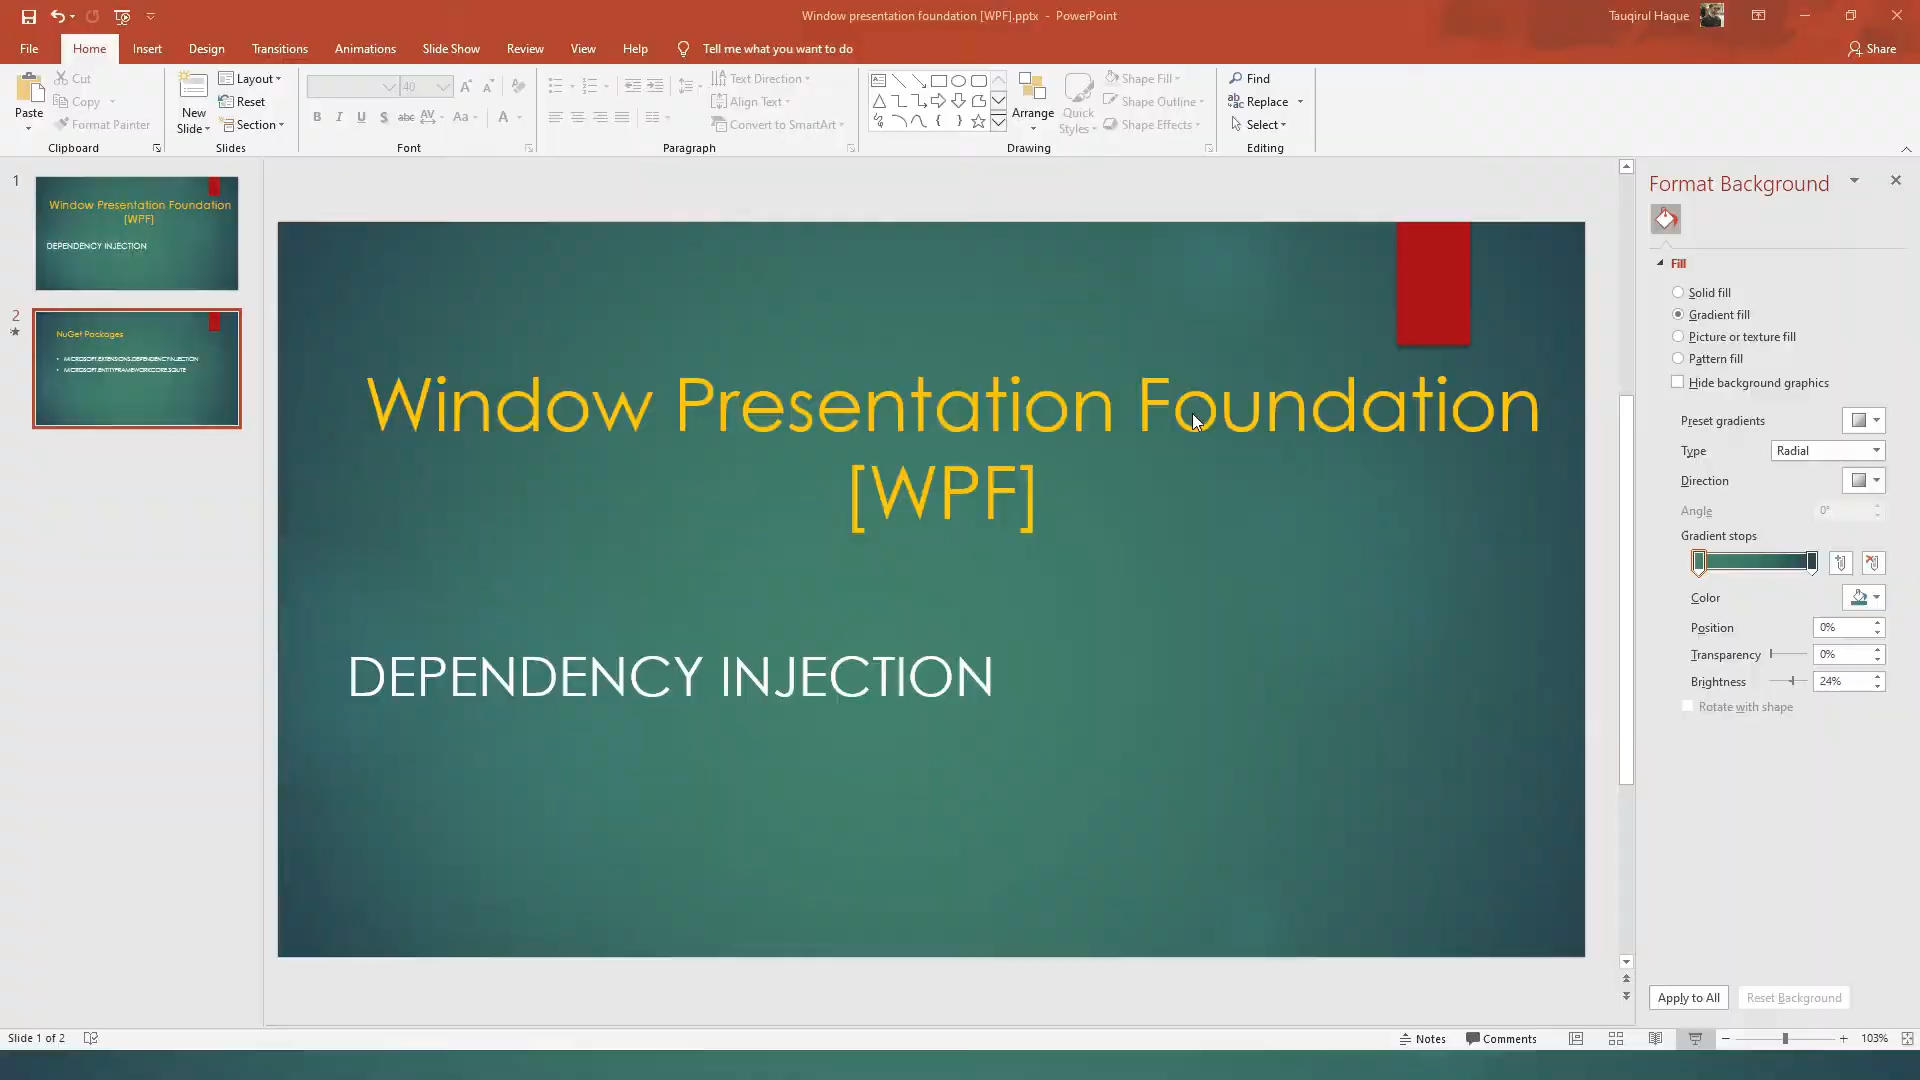 Window presentation foundation [WPF].pptx - PowerPoint
Tauqirul Haque
File Home Insert Design Transitions Animations Slide Show Review View Help Tell me what you want to do Share
Paste
Cut
Copy
Format Painter
Clipboard
New
Slide
Layout
Reset
Section
Slides
40
Font
Text Direction
Align Text
Convert to SmartArt
Paragraph
Arrange
Quick
Styles
Shape Fill
Shape Outline
Shape Effects
Drawing
Find
Replace
Select
Editing
1
Window Presentation Foundation
[WPF]
DEPENDENCY INJECTION
2
NuGet Packages
MICROSOFT.EXTENSIONS.DEPENDENCYINJECTION
MICROSOFT.ENTITYFRAMEWORKCORE.SQLITE
Window Presentation Foundation
[WPF]
DEPENDENCY INJECTION
Format Background
Fill
Solid fill
Gradient fill
Picture or texture fill
Pattern fill
Hide background graphics
Preset gradients
Type Radial
Direction
Angle 0°
Gradient stops
Color
Position 0%
Transparency 0%
Brightness 24%
Rotate with shape
Apply to All Reset Background
Slide 1 of 2 Notes Comments 103%